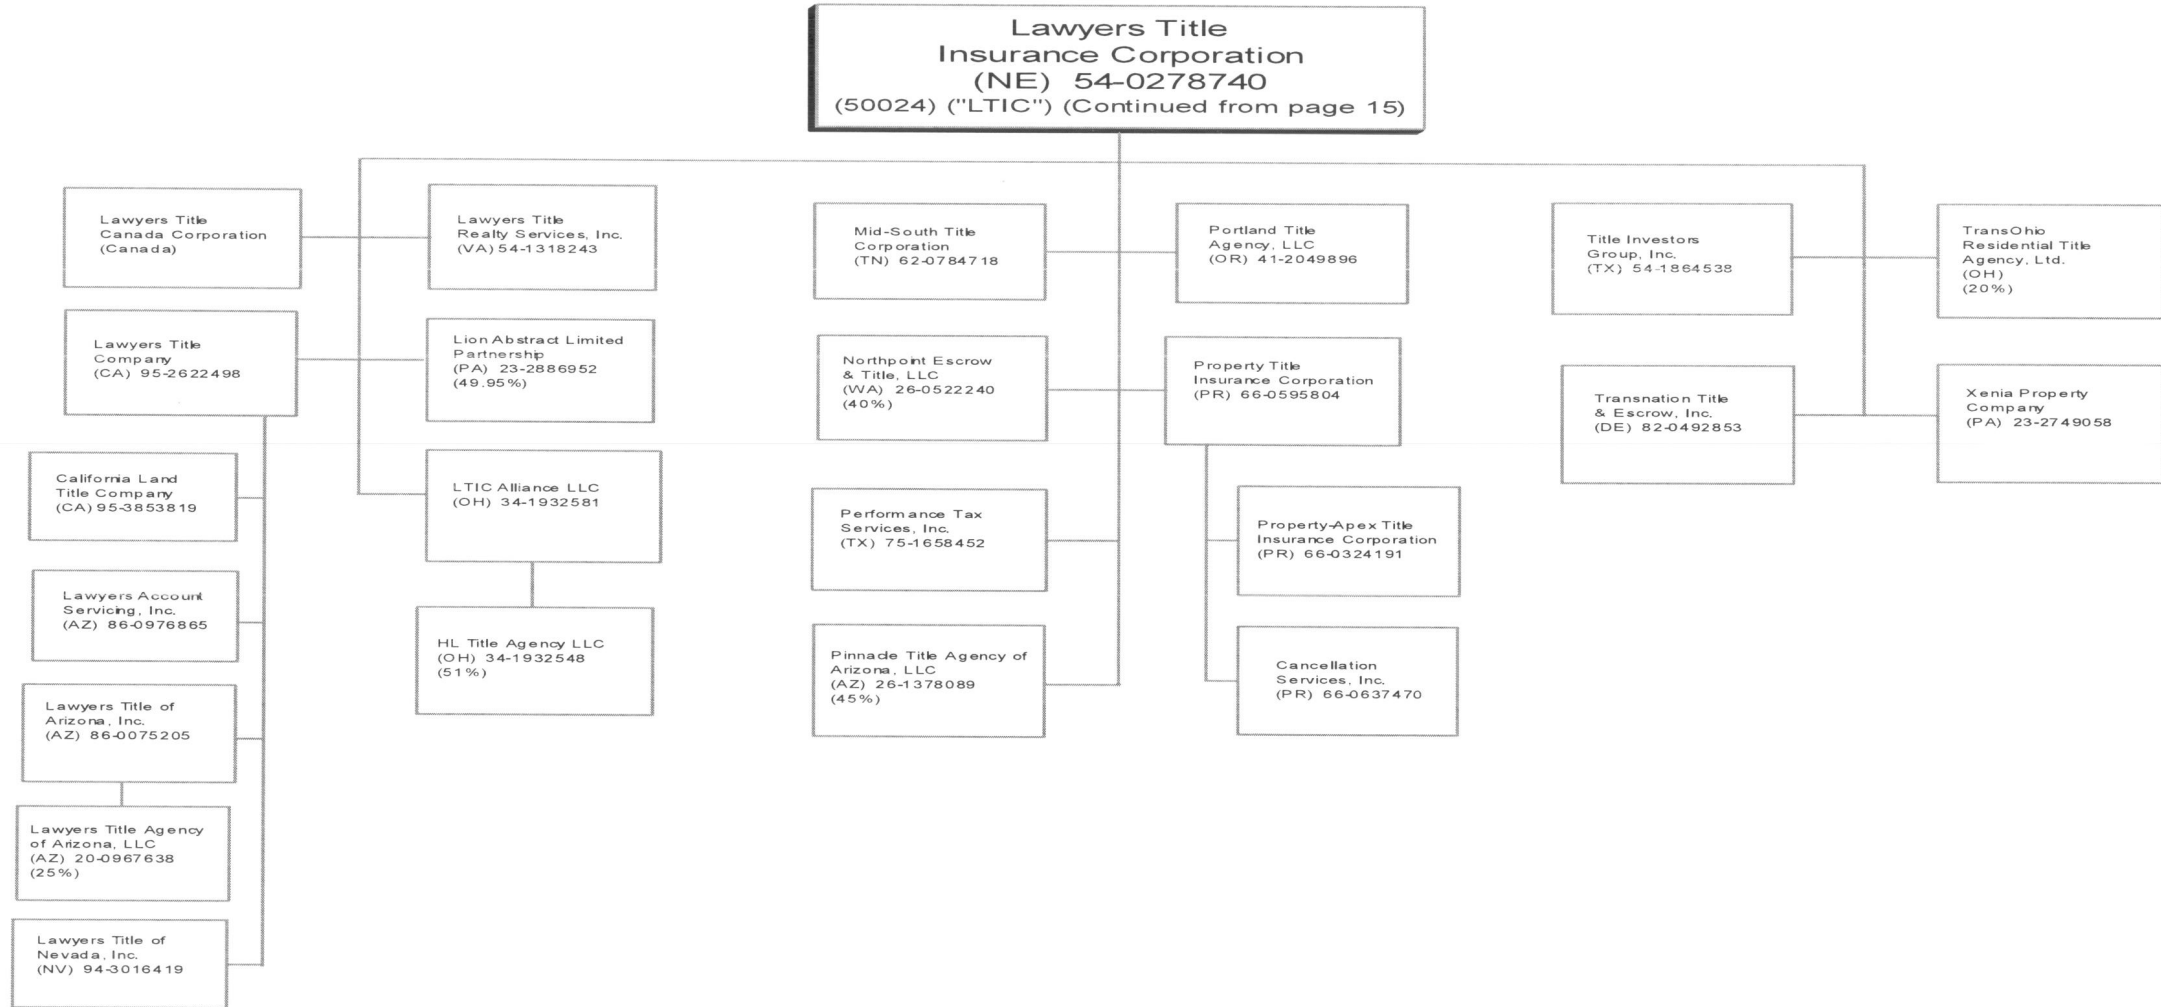 Lawyers Title
Insurance Corporation
(NE) 54-0278740
(50024) ("LTIC") (Continued from page 15)
Lawyers Title
Canada Corporation
(Canada)
Lawyers Title
Realty Services, Inc.
(VA) 54-1318243
Lawyers Title
Company
(CA) 95-2622498
Lion Abstract Limited
Partnership
(PA) 23-2886952
(49.95%)
California Land
Title Company
(CA) 95-3853819
LTIC Alliance LLC
(OH) 34-1932581
Lawyers Account
Servicing, Inc.
(AZ) 86-0976865
HL Title Agency LLC
(OH) 34-1932548
(51%)
Lawyers Title of
Arizona, Inc.
(AZ) 86-0075205
Lawyers Title Agency
of Arizona, LLC
(AZ) 20-0967638
(25%)
Lawyers Title of
Nevada, Inc.
(NV) 94-3016419
Mid-South Title
Corporation
(TN) 62-0784718
Portland Title
Agency, LLC
(OR) 41-2049896
Northpoint Escrow
& Title, LLC
(WA) 26-0522240
(40%)
Property Title
Insurance Corporation
(PR) 66-0595804
Performance Tax
Services, Inc.
(TX) 75-1658452
Property-Apex Title
Insurance Corporation
(PR) 66-0324191
Pinnacle Title Agency of
Arizona, LLC
(AZ) 26-1378089
(45%)
Cancellation
Services, Inc.
(PR) 66-0637470
Title Investors
Group, Inc.
(TX) 54-1864538
TransOhio
Residential Title
Agency, Ltd.
(OH)
(20%)
Transnation Title
& Escrow, Inc.
(DE) 82-0492853
Xenia Property
Company
(PA) 23-2749058